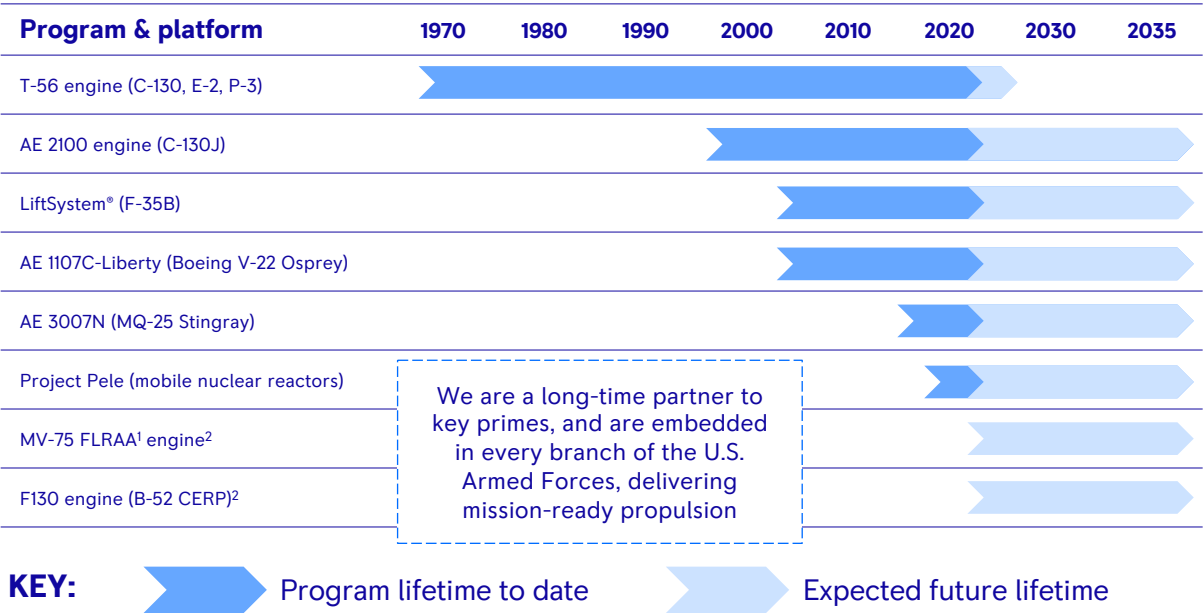 Program & platform 1970 1980 1990 2000 2010 2020 2030 2035
T-56 engine (C-130, E-2, P-3)
AE 2100 engine (C-130J)
LiftSystem® (F-35B)
AE 1107C-Liberty (Boeing V-22 Osprey)
AE 3007N (MQ-25 Stingray)
Project Pele (mobile nuclear reactors)
MV-75 FLRAA¹ engine²
F130 engine (B-52 CERP)²
We are a long-time partner to
key primes, and are embedded
in every branch of the U.S.
Armed Forces, delivering
mission-ready propulsion
KEY: Program lifetime to date Expected future lifetime